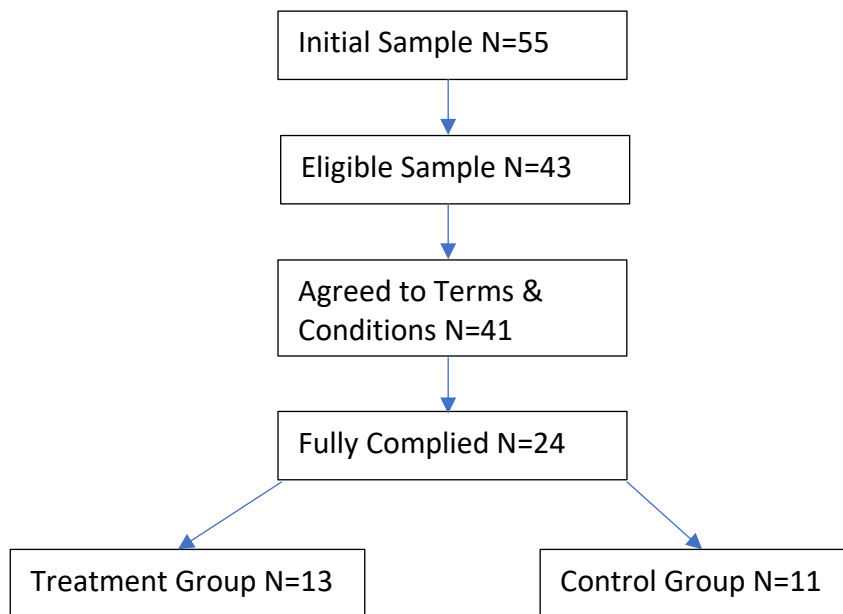 Initial Sample N=55
Eligible Sample N=43
Agreed to Terms &
Conditions N=41
Fully Complied N=24
Treatment Group N=13
Control Group N=11